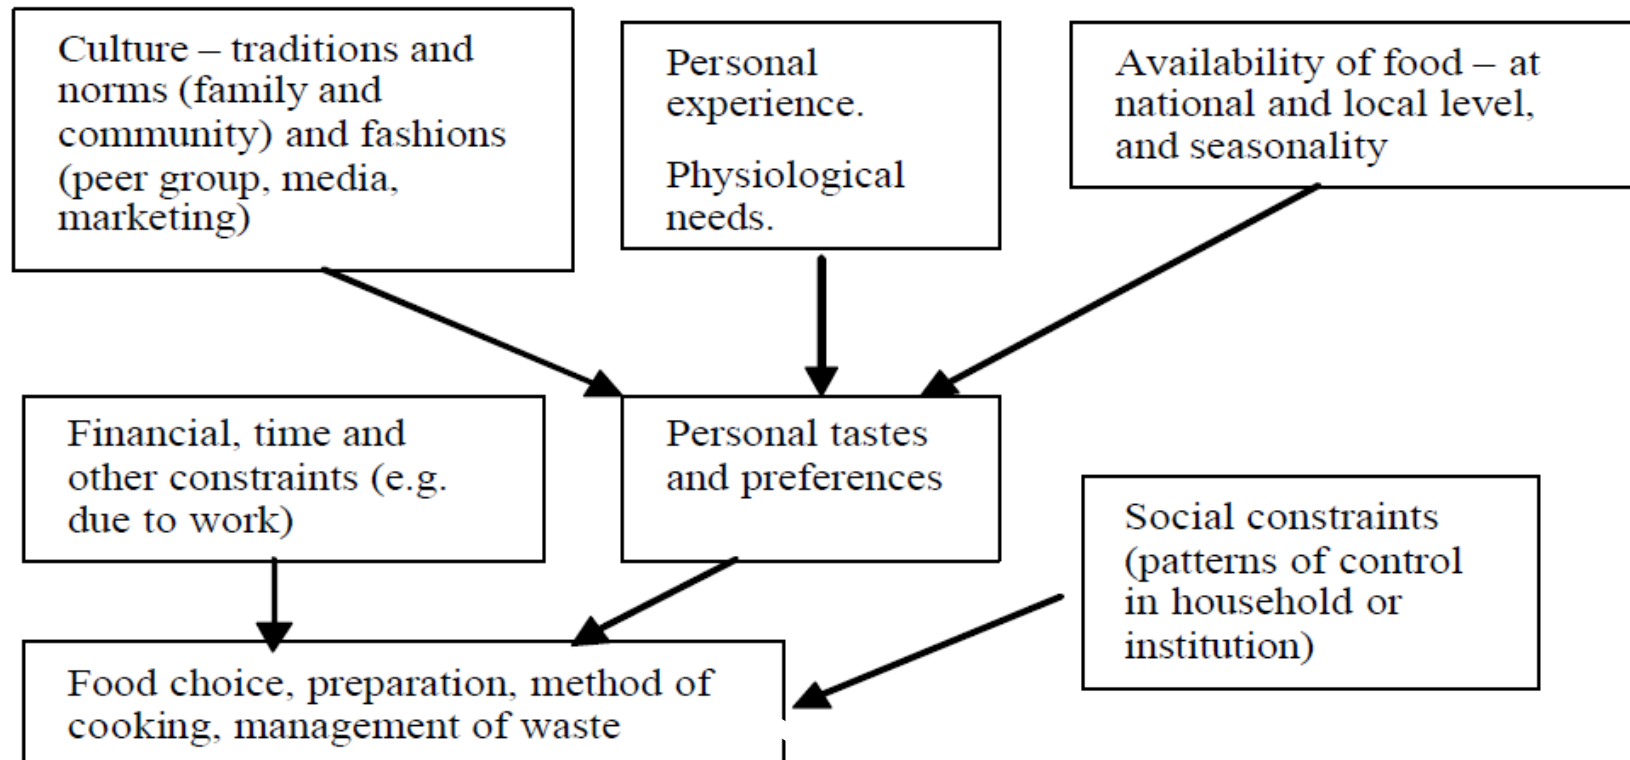 Culture – traditions and
norms (family and
community) and fashions
(peer group, media,
marketing)
Personal
experience.
Physiological
needs.
Availability of food – at
national and local level,
and seasonality
Financial, time and
other constraints (e.g.
due to work)
Personal tastes
and preferences
Social constraints
(patterns of control
in household or
institution)
Food choice, preparation, method of
cooking, management of waste